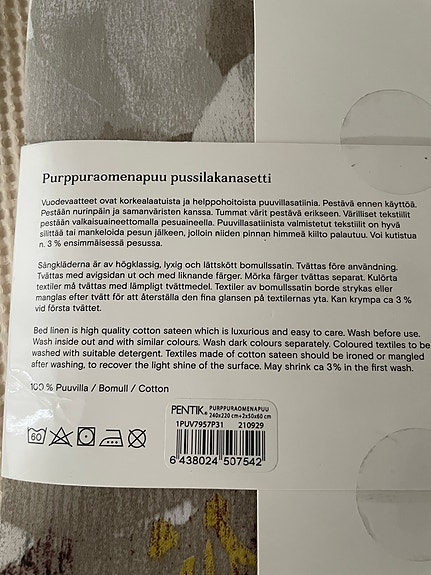 Purppuraomenapuu pussilakanasetti
Vuodevaatteet ovat korkealaatuista ja helppohoitoista puuvillasatiinia. Pestävä ennen käyttöä.
Pestään nurinpäin ja samanväristen kanssa. Tummat värit pestävä erikseen. Värilliset tekstiilit
pestään valkaisuaineettomalla pesuaineella. Puuvillasatiinista valmistetut tekstiilit on hyvä
silittää tai mankeloida pesun jälkeen, jolloin niiden pinnan himmeä kiilto palautuu. Voi kutistua
n. 3 % ensimmäisessä pesussa.
Sängkläderna är av högklassig, lyxig och lättskött bomullssatin. Tvättas före användning.
Tvättas med avigsidan ut och med liknande färger. Mörka färger tvättas separat. Kulörta
textiler må tvättas med lämpligt tvättmedel. Textiler av bomullssatin borde strykas eller
manglas efter tvätt för att återställa den fina glansen på textilernas yta. Kan krympa ca 3 %
vid första tvättet.
Bed linen is high quality cotton sateen which is luxurious and easy to care. Wash before use.
Wash inside out and with similar colours. Wash dark colours separately. Coloured textiles to be
washed with suitable detergent. Textiles made of cotton sateen should be ironed or mangled
after washing, to recover the light shine of the surface. May shrink ca 3% in the first wash.
100 % Puuvilla / Bomull / Cotton
60
PENTIK® PURPPURAOMENAPUU
240x220 cm+2x50x60 cm
1PUV7957P31 210929
6 438024 507542